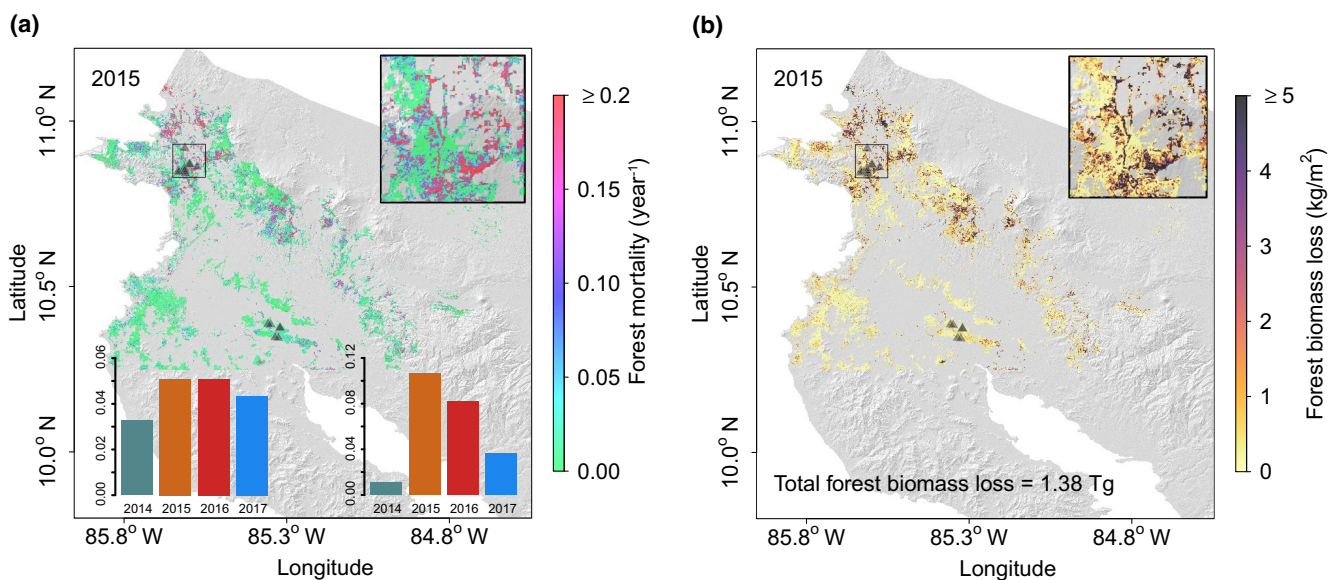 (a)
2015
11.0° N
10.5° N
10.0° N
Latitude
85.8° W
85.3° W
84.8° W
Longitude
≥ 0.2
0.15
0.10
0.05
0.00
Forest mortality (year⁻¹)
0.06
0.04
0.02
0.00
2014 2015 2016 2017
0.12
0.08
0.04
0.00
2014 2015 2016 2017
(b)
2015
11.0° N
10.5° N
10.0° N
Latitude
85.8° W
85.3° W
84.8° W
Longitude
Total forest biomass loss = 1.38 Tg
≥ 5
4
3
2
1
0
Forest biomass loss (kg/m²)